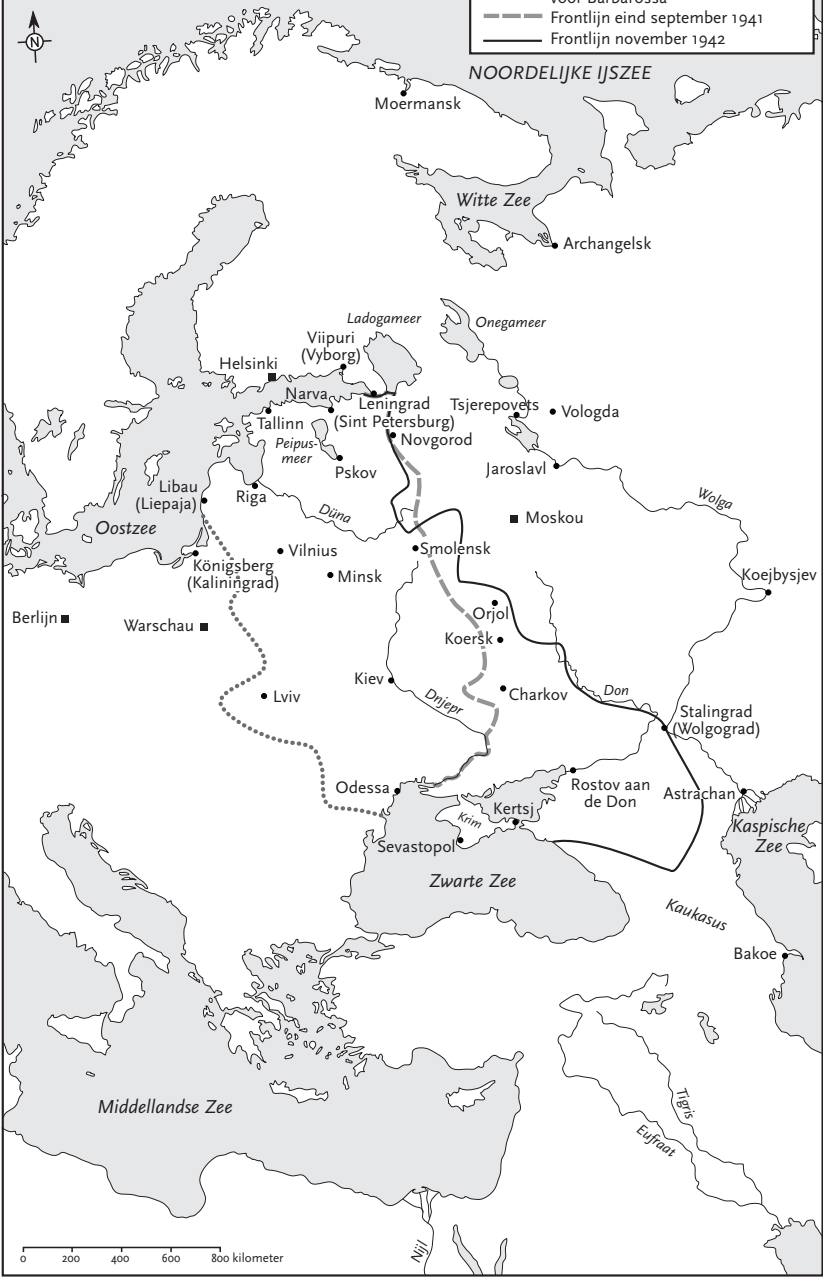 voor Barbarossa
Frontlijn eind september 1941
Frontlijn november 1942
N
NOORDELIJKE IJSZEE
Moermansk
Witte Zee
Archangelsk
Ladogameer
Onegameer
Viipuri
(Vyborg)
Helsinki
Narva
Leningrad
(Sint Petersburg)
Tsjerepovets
Vologda
Tallinn
Novgorod
Peipus-
meer
Pskov
Jaroslavl
Libau
(Liepaja)
Riga
Wolga
Düna
Moskou
Oostzee
Smolensk
Vilnius
Königsberg
(Kaliningrad)
Minsk
Koejbysjev
Berlijn
Warschau
Orjol
Koersk
Kiev
Lviv
Dnjepr
Charkov
Don
Stalingrad
(Wolgograd)
Odessa
Rostov aan
de Don
Astrachan
Kertsj
Krim
Kaspische
Zee
Sevastopol
Zwarte Zee
Kaukasus
Bakoe
Middellandse Zee
Tigris
Eufraat
Nijl
0 200 400 600 800 kilometer